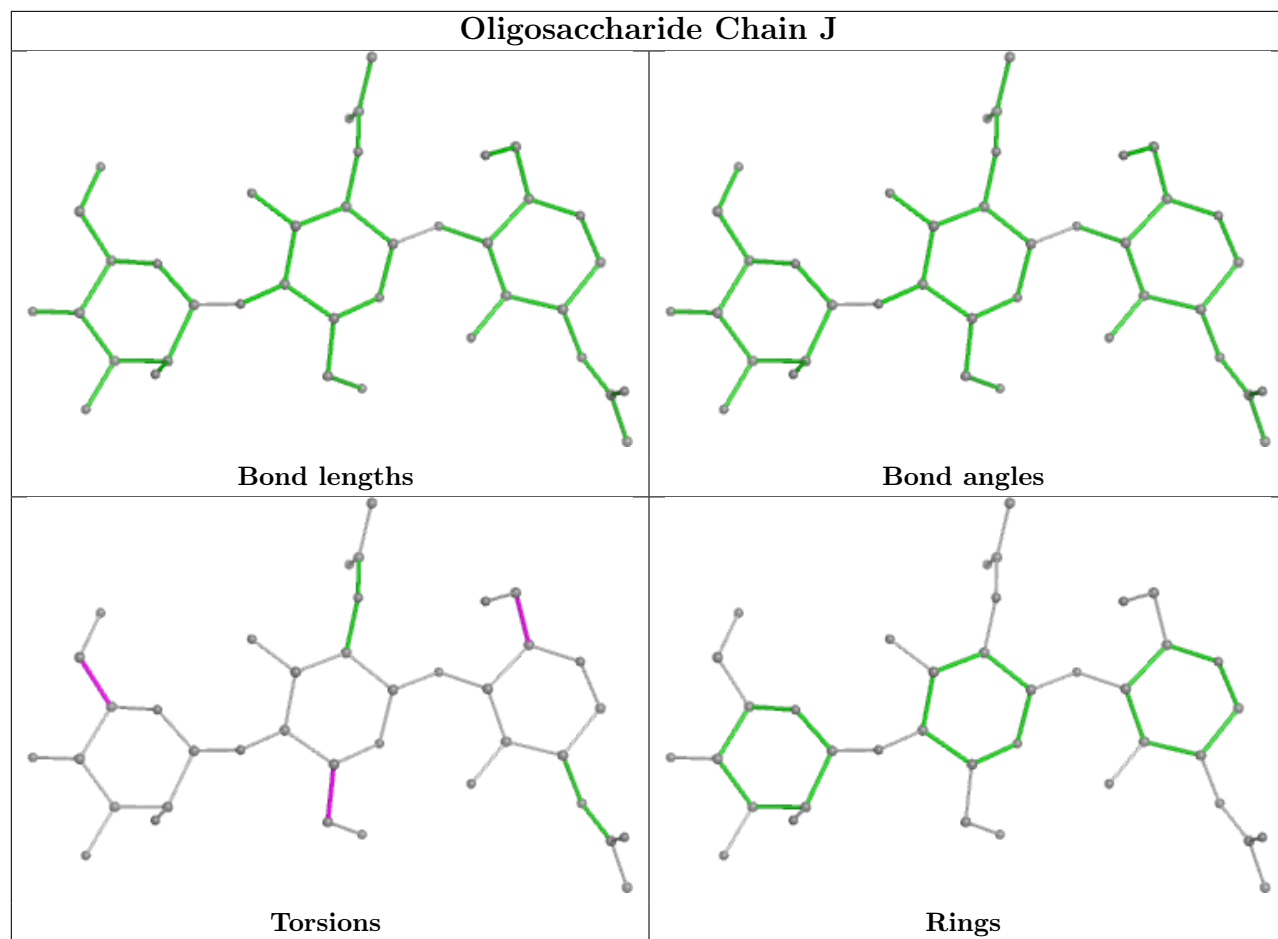 Oligosaccharide Chain J
Bond lengths
Bond angles
Torsions
Rings